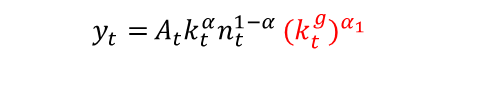 y_t = A_t k_t^α n_t^{1−α} (k_t^g)^{α_1}